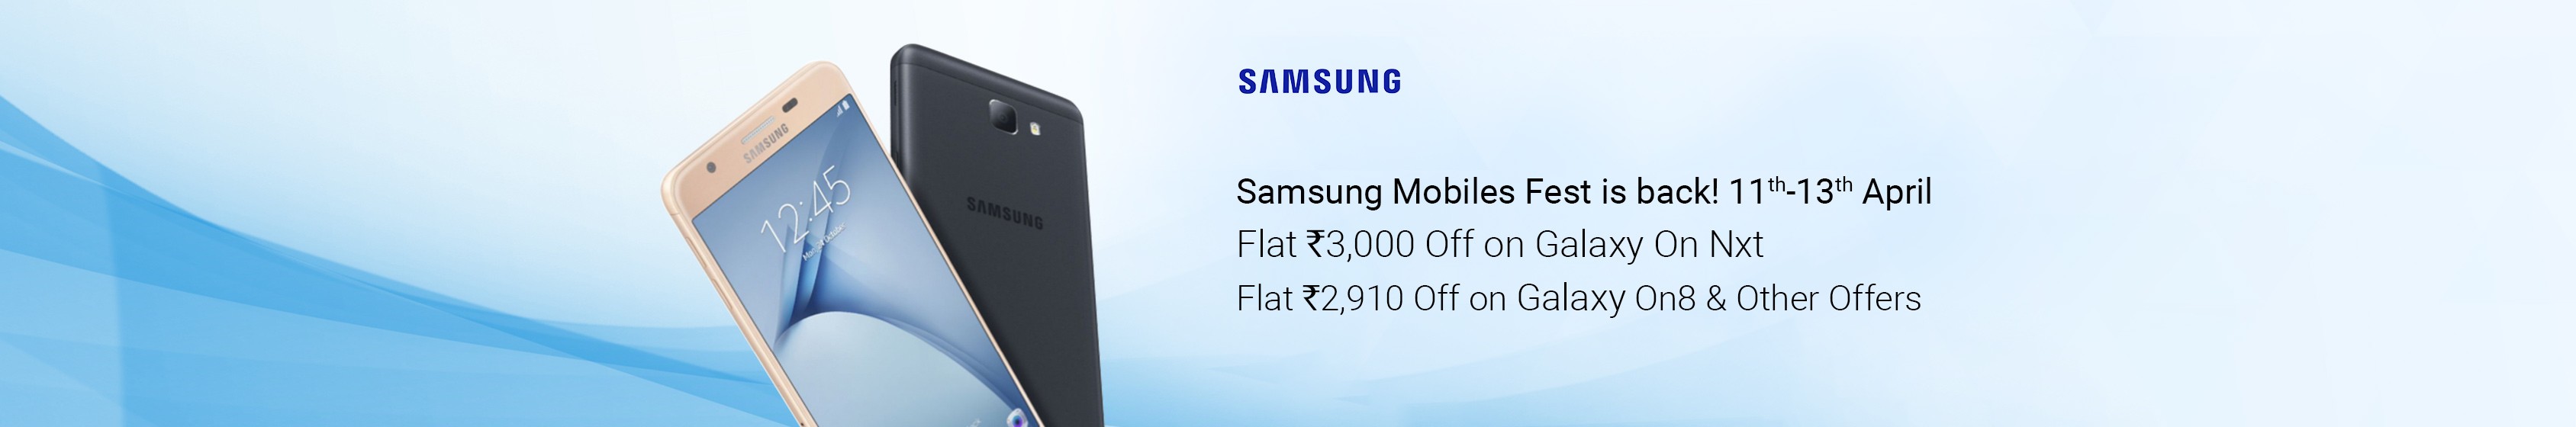 SAMSUNG
12:45
SAMSUNG
SAMSUNG
Samsung Mobiles Fest is back! 11th-13th April
Flat ₹3,000 Off on Galaxy On Nxt
Flat ₹2,910 Off on Galaxy On8 & Other Offers